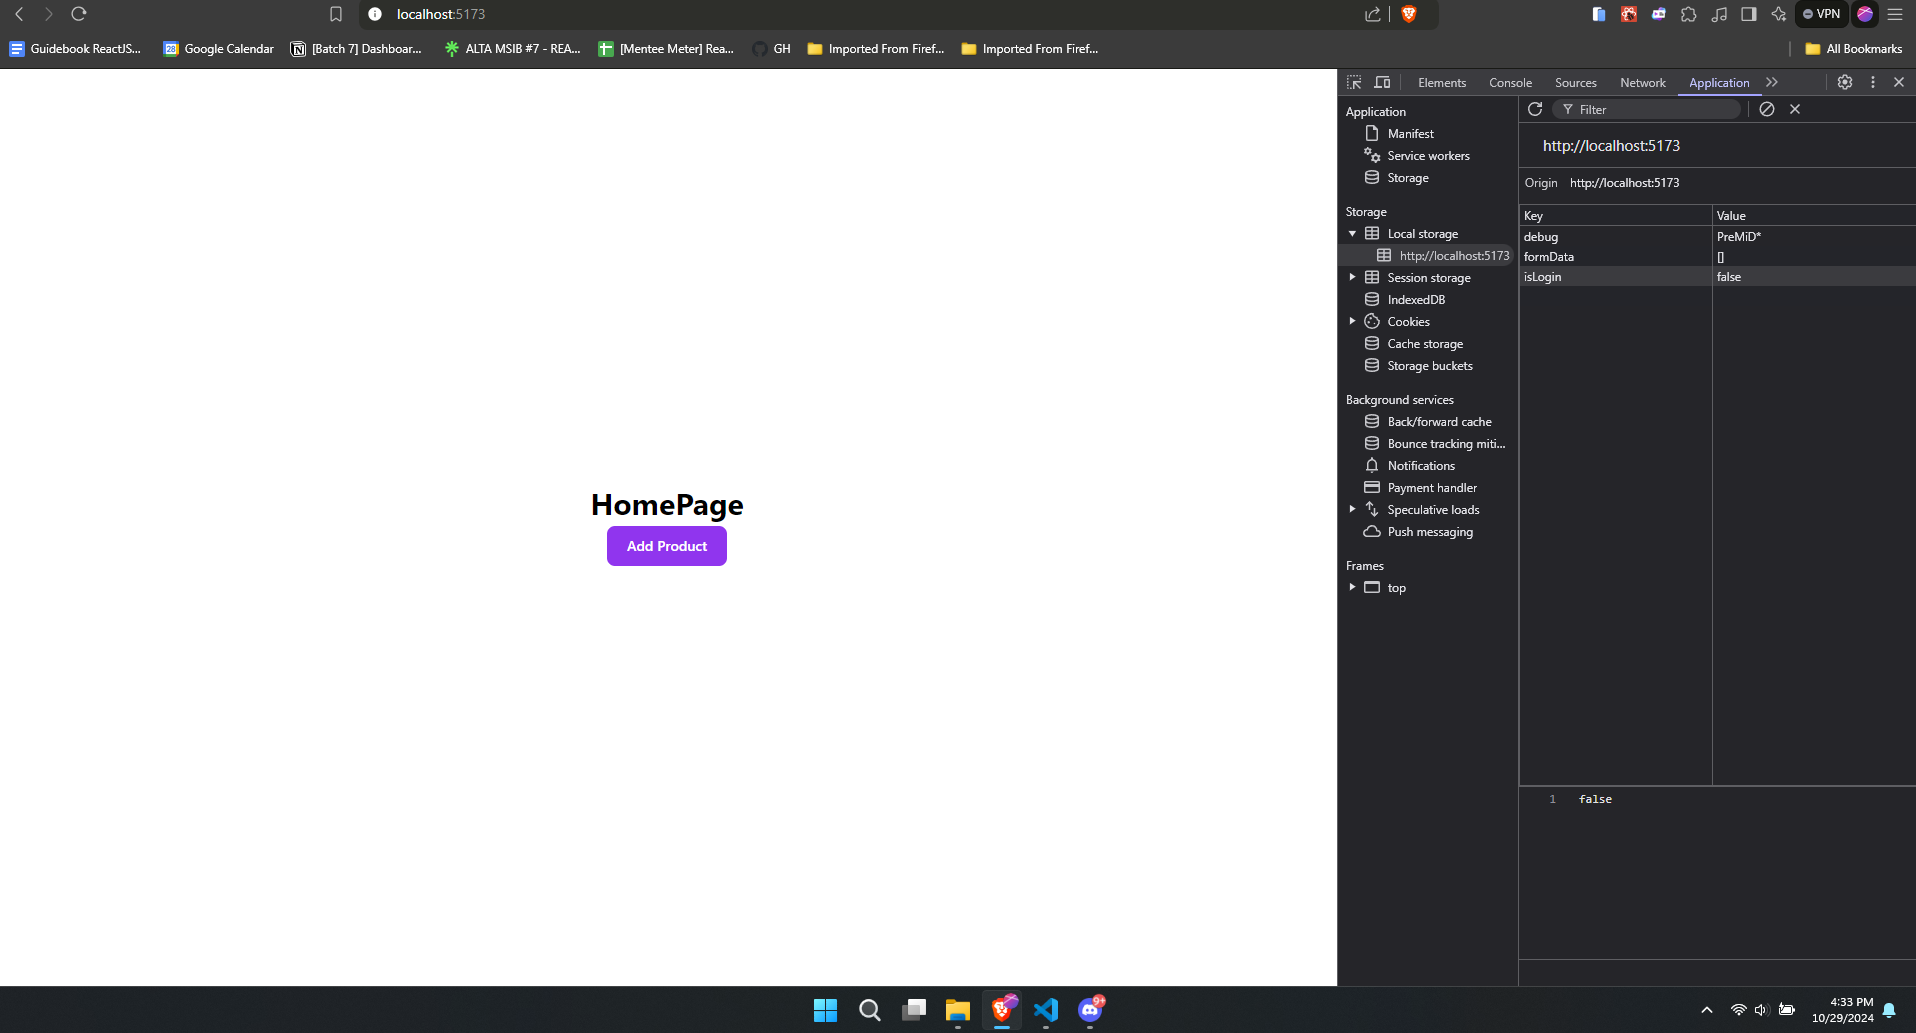 localhost:5173
VPN
Guidebook ReactJS...
28 Google Calendar
[Batch 7] Dashboar...
ALTA MSIB #7 - REA...
[Mentee Meter] Rea...
GH
Imported From Firef...
Imported From Firef...
All Bookmarks
Elements Console Sources Network Application
Application
Manifest
Service workers
Storage
Storage
Local storage
http://localhost:5173
Session storage
IndexedDB
Cookies
Cache storage
Storage buckets
Background services
Back/forward cache
Bounce tracking miti...
Notifications
Payment handler
Speculative loads
Push messaging
Frames
top
Filter
http://localhost:5173
Origin http://localhost:5173
Key Value
debug PreMiD*
formData []
isLogin false
1 false
HomePage
Add Product
9+
4:33 PM
10/29/2024